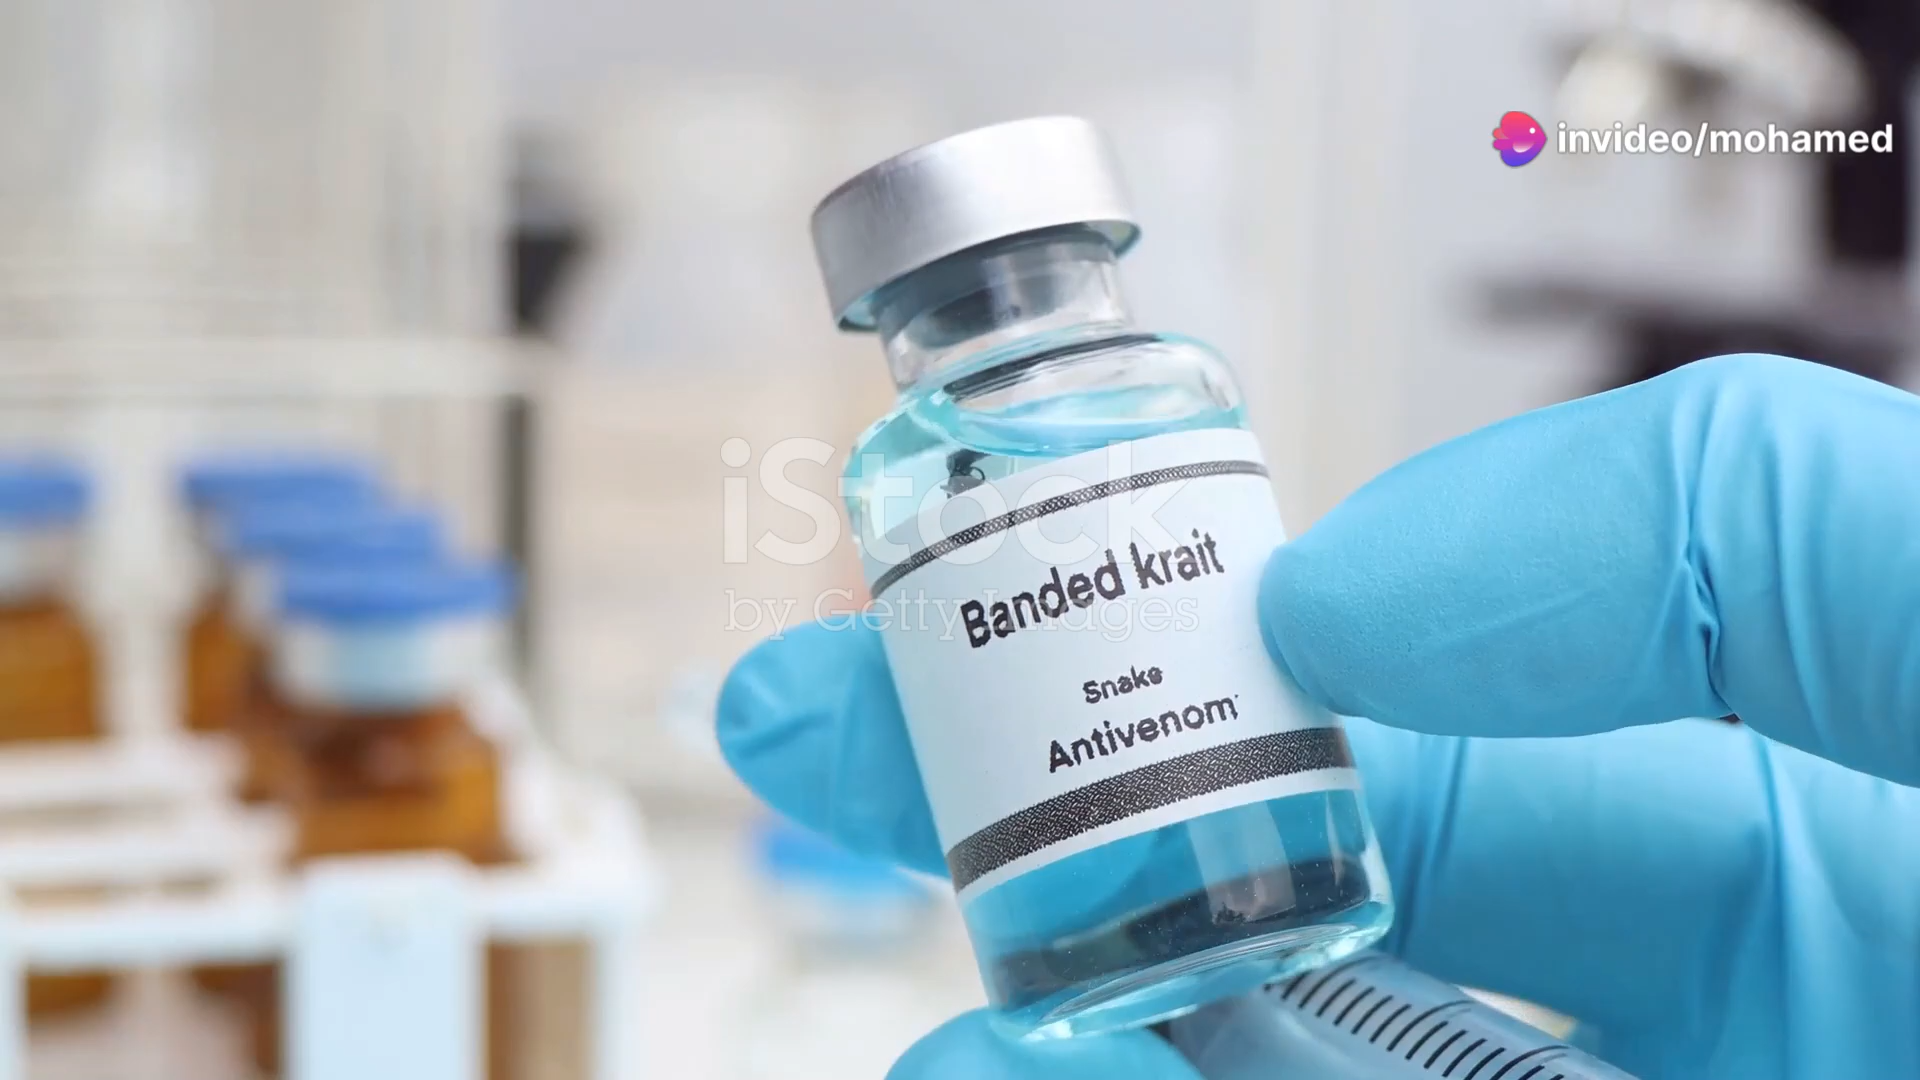 invideo/mohamed
iStock
by Getty Images
Banded krait
Snake
Antivenom